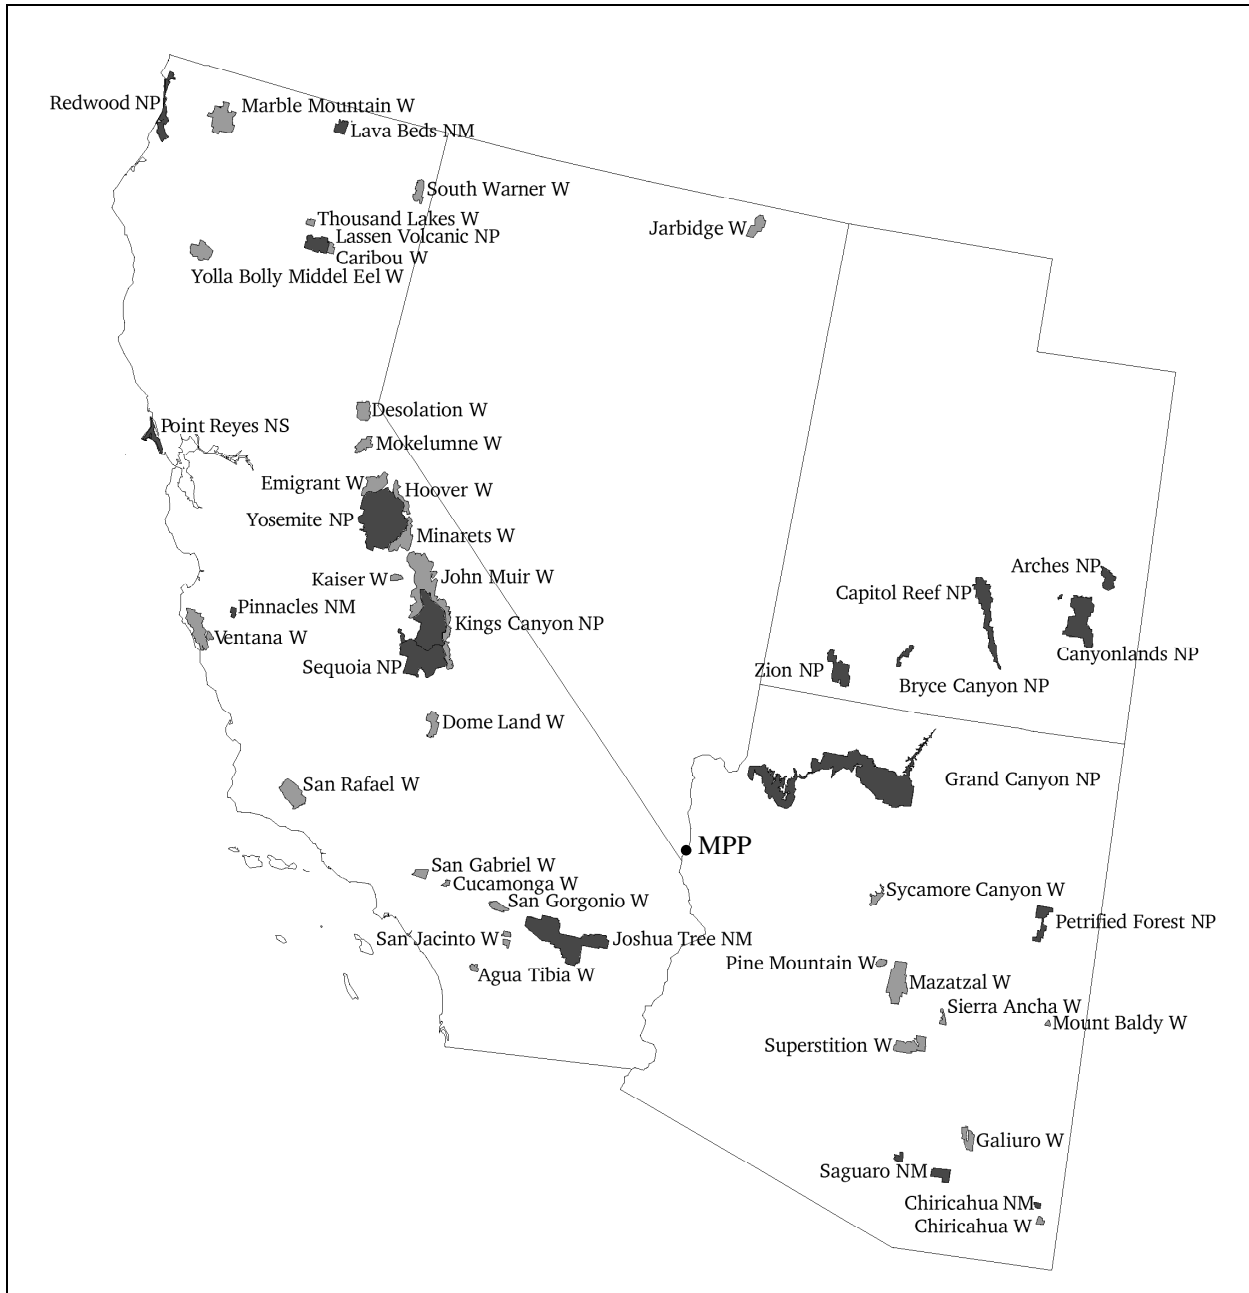 Redwood NP
Marble Mountain W
Lava Beds NM
South Warner W
Thousand Lakes W
Lassen Volcanic NP
Caribou W
Yolla Bolly Middel Eel W
Jarbidge W
Desolation W
Point Reyes NS
Mokelumne W
Emigrant W
Hoover W
Yosemite NP
Minarets W
Kaiser W
John Muir W
Pinnacles NM
Kings Canyon NP
Ventana W
Sequoia NP
Arches NP
Capitol Reef NP
Canyonlands NP
Zion NP
Bryce Canyon NP
Dome Land W
San Rafael W
Grand Canyon NP
MPP
San Gabriel W
Cucamonga W
San Gorgonio W
Sycamore Canyon W
Petrified Forest NP
San Jacinto W
Joshua Tree NM
Agua Tibia W
Pine Mountain W
Mazatzal W
Sierra Ancha W
Mount Baldy W
Superstition W
Galiuro W
Saguaro NM
Chiricahua NM
Chiricahua W